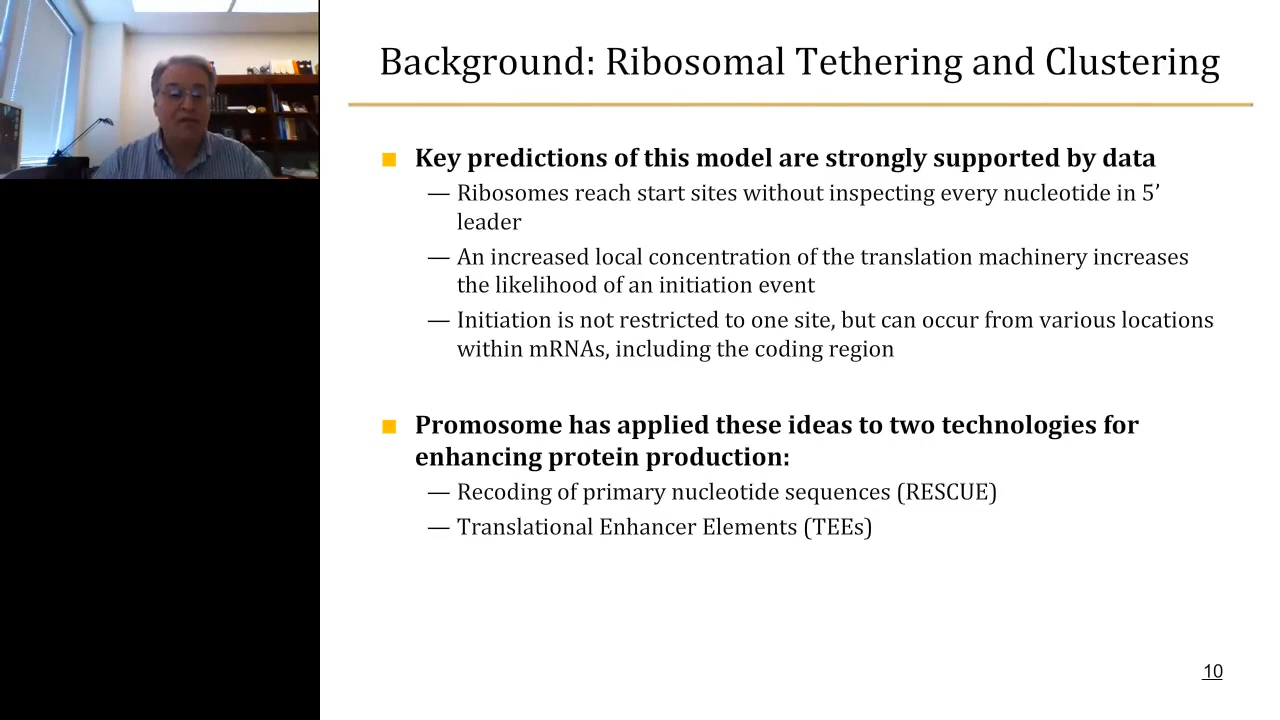 Background: Ribosomal Tethering and Clustering
Key predictions of this model are strongly supported by data
— Ribosomes reach start sites without inspecting every nucleotide in 5’
leader
— An increased local concentration of the translation machinery increases
the likelihood of an initiation event
— Initiation is not restricted to one site, but can occur from various locations
within mRNAs, including the coding region
Promosome has applied these ideas to two technologies for
enhancing protein production:
— Recoding of primary nucleotide sequences (RESCUE)
— Translational Enhancer Elements (TEEs)
10